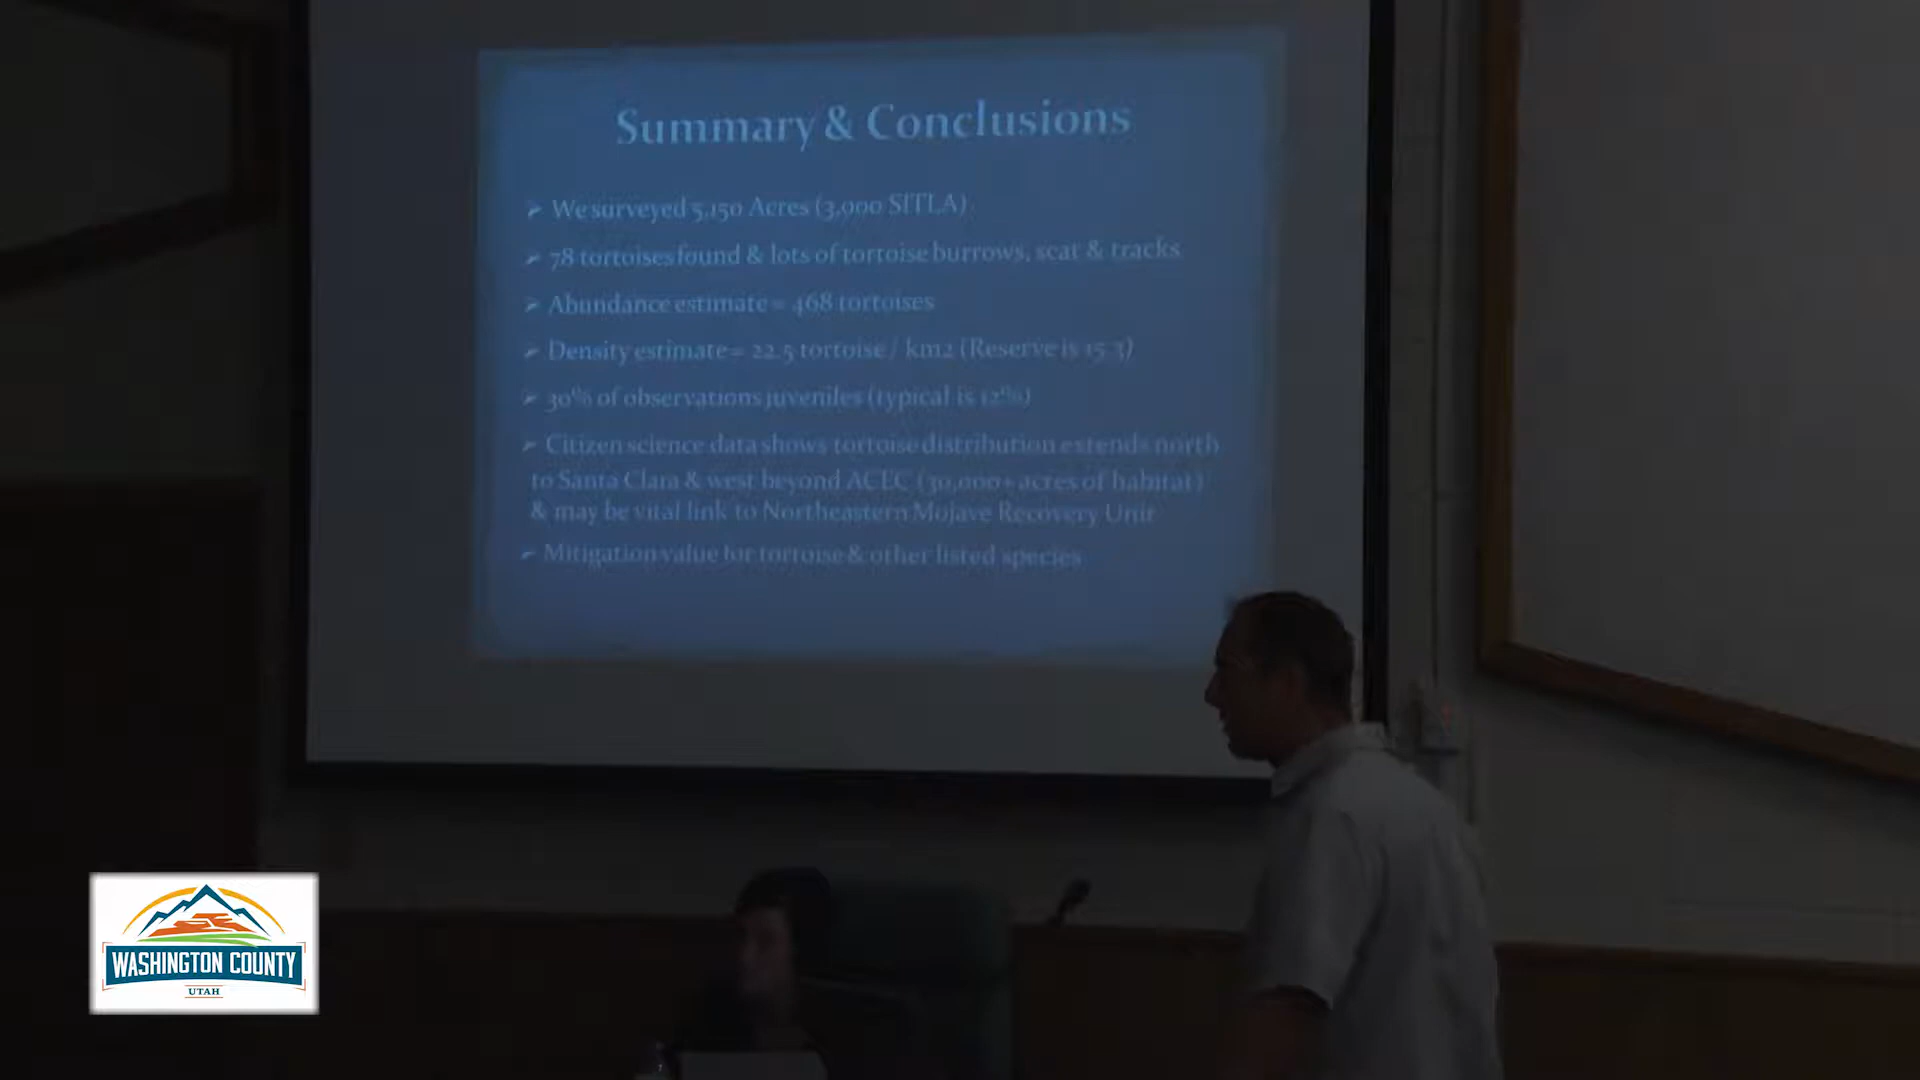 Summary & Conclusions
➢ We surveyed 5,150 Acres (3,000 SITLA)
➢ 78 tortoises found & lots of tortoise burrows, scat & tracks
➢ Abundance estimate = 468 tortoises
➢ Density estimate = 22.5 tortoise / km2 (Reserve is 15.3)
➢ 30% of observations juveniles (typical is 12%)
➢ Citizen science data shows tortoise distribution extends north
to Santa Clara & west beyond ACEC (30,000+ acres of habitat)
& may be vital link to Northeastern Mojave Recovery Unit
➢ Mitigation value for tortoise & other listed species
WASHINGTON COUNTY
UTAH